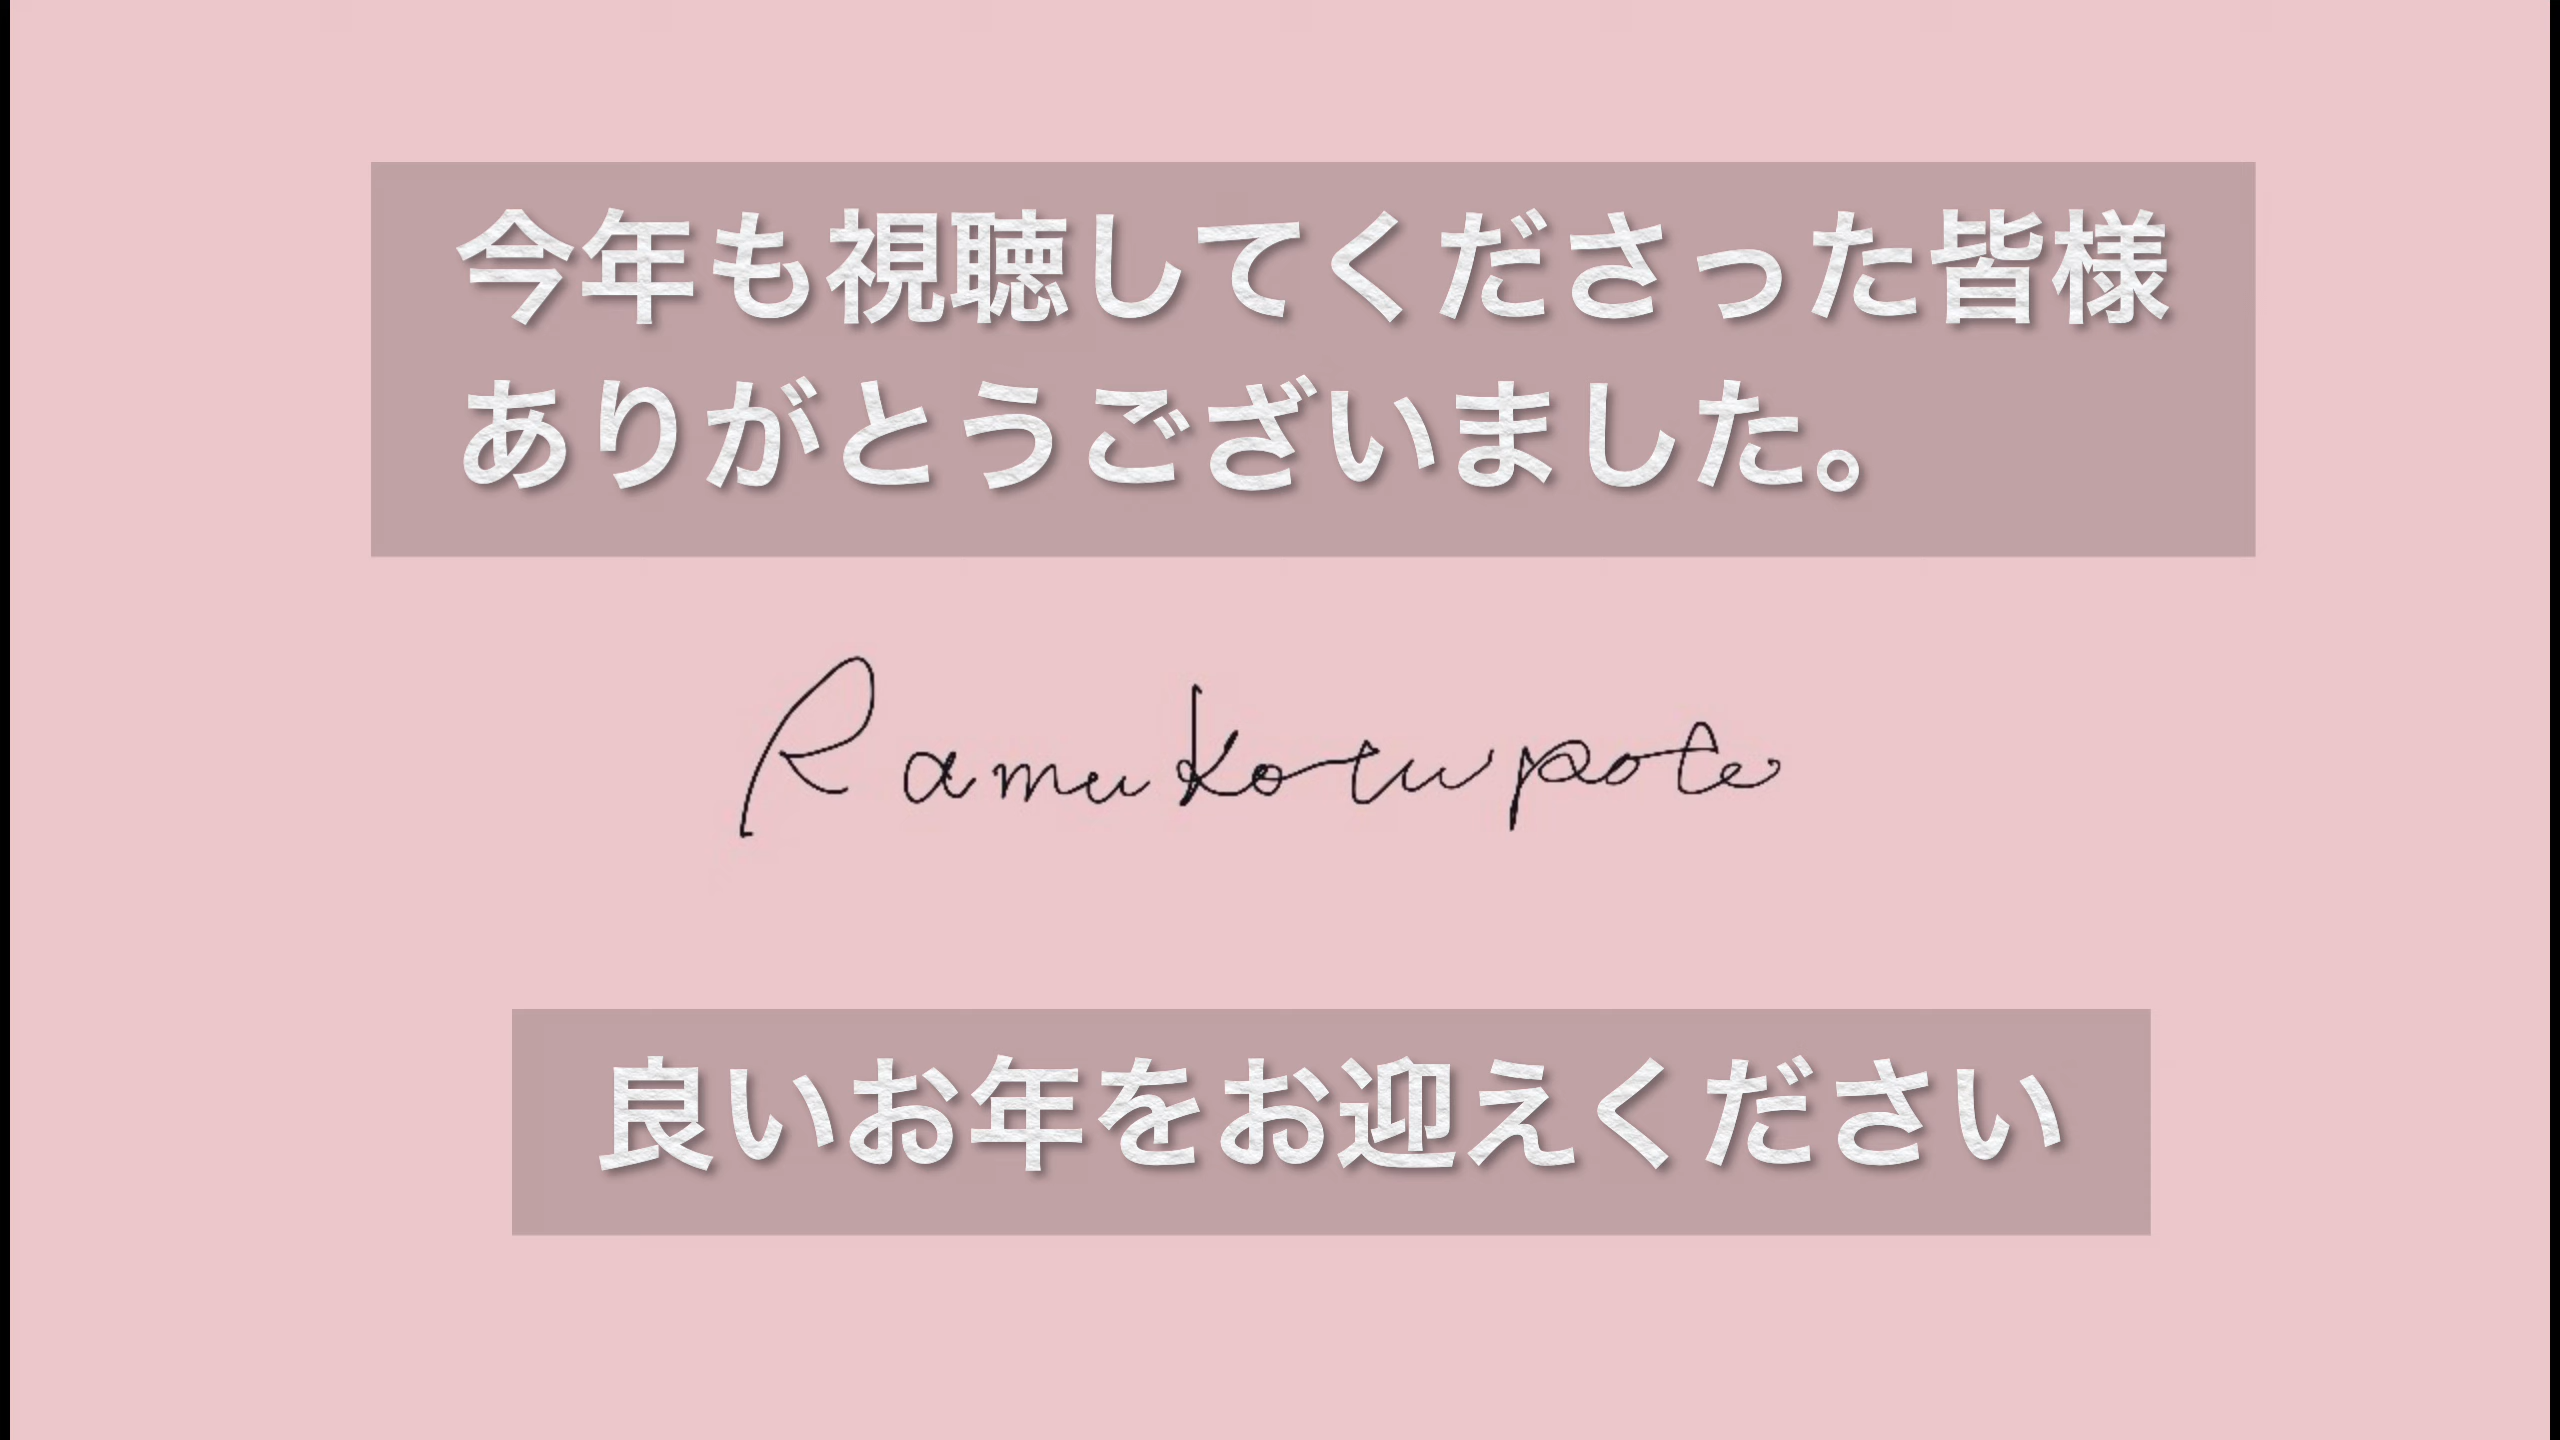 今年も視聴してくださった皆様
ありがとうございました。
Ramukotupote
良いお年をお迎えください